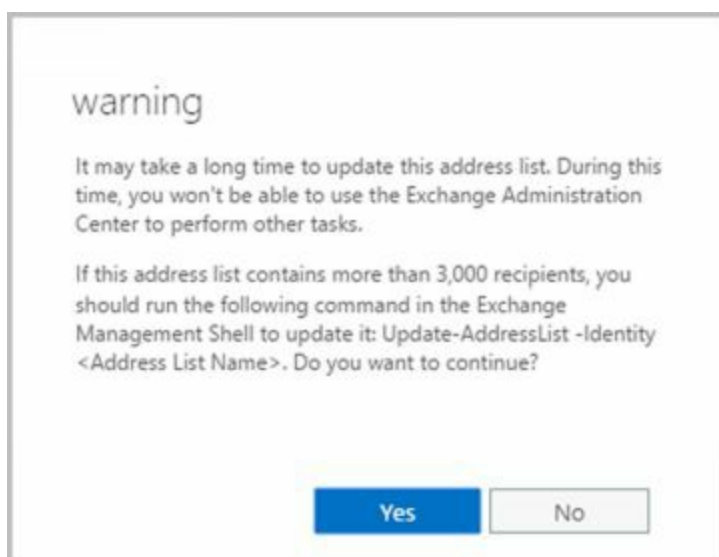 warning
It may take a long time to update this address list. During this
time, you won't be able to use the Exchange Administration
Center to perform other tasks.
If this address list contains more than 3,000 recipients, you
should run the following command in the Exchange
Management Shell to update it: Update-AddressList -Identity
<Address List Name>. Do you want to continue?
Yes
No